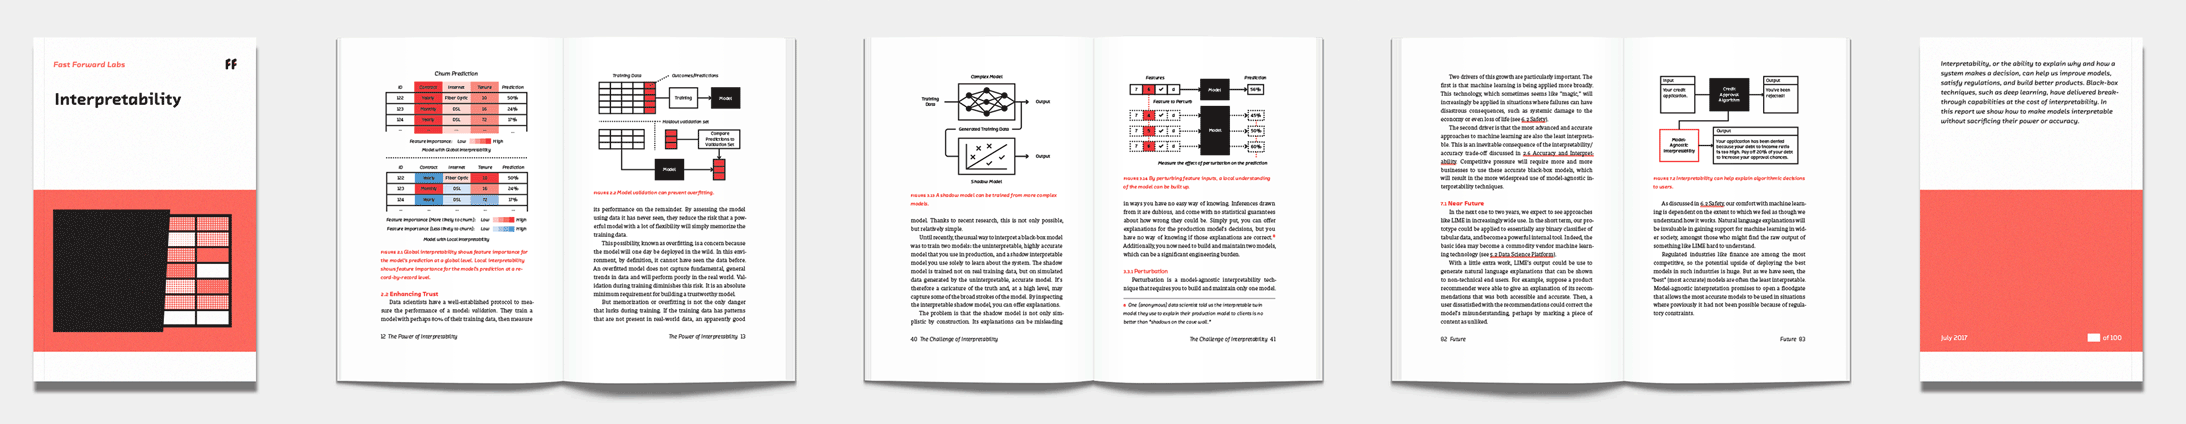 Fast Forward Labs
ff
Interpretability
Churn Prediction
ID Contract Internet Tenure Prediction
122 Yearly Fiber Optic 10 50%
123 Monthly DSL 16 24%
124 Yearly DSL 72 17%
Feature Importance: Low High
Model with Global Interpretability
ID Contract Internet Tenure Prediction
122 Yearly Fiber Optic 12 50%
123 Monthly DSL 16 24%
124 Yearly DSL 72 17%
Feature Importance (More likely to churn): Low High
Feature Importance (Less likely to churn): Low High
Model with Local Interpretability
Global interpretability shows feature importance for
the model's prediction at a global level. Local interpretability
shows feature importance for the model's prediction at a re-
cord-by-record level.
2.2 Enhancing Trust
Data scientists have a well-established protocol to mea-
sure the performance of a model: validation. They train a
model with perhaps 80% of their training data, then measure
12 The Power of Interpretability
Training Data
Outcomes/Predictions
Training
Model
Holdout Validation Set
Compare
Predictions to
Validation Set
Model
FIGURE 2.2 Model validation can prevent overfitting.
its performance on the remainder. By assessing the model
using data it has never seen, they reduce the risk that a pow-
erful model with a lot of flexibility will simply memorize the
training data.
This possibility, known as overfitting, is a concern because
the model will one day be deployed in the wild. In this envi-
ronment, by definition, it cannot have seen the data before.
An overfitted model does not capture fundamental, general
trends in data and will perform poorly in the real world. Val-
idation during training diminishes this risk. It is an absolute
minimum requirement for building a trustworthy model.
But memorization or overfitting is not the only danger
that lurks during training. If the training data has patterns
that are not present in real-world data, an apparently good
The Power of Interpretability 13
Complex Model
Training
Data
Output
Generated Training Data
Output
Shadow Model
A shadow model can be trained from more complex
models.
model. Thanks to recent research, this is not only possible,
but relatively simple.
Until recently, the usual way to interpret a black-box model
was to train two models: the uninterpretable, highly accurate
model that you use in production, and a shadow interpretable
model you use solely to learn about the system. The shadow
model is trained not on real training data, but on simulated
data generated by the uninterpretable, accurate model. It's
therefore a caricature of the truth and, at a high level, may
capture some of the broad strokes of the model. By inspecting
the interpretable shadow model, you can offer explanations.
The problem is that the shadow model is not only sim-
plistic by construction. Its explanations can be misleading
40 The Challenge of Interpretability
Features
Prediction
Model
Feature to Perturb
Model
Measure the effect of perturbation on the prediction
By perturbing feature inputs, a local understanding
of the model can be built up.
in ways you have no easy way of knowing. Inferences drawn
from it are dubious, and come with no statistical guarantees
about how wrong they could be. Simply put, you can offer
explanations for the production model's decisions, but you
have no way of knowing if those explanations are correct.
Additionally, you now need to build and maintain two models,
which can be a significant engineering burden.
Perturbation
Perturbation is a model-agnostic interpretability tech-
nique that requires you to build and maintain only one model.
One (anonymous) data scientist told us the interpretable twin
model they use to explain their production model to clients is no
better than "shadows on the cave wall."
The Challenge of Interpretability 41
Two drivers of this growth are particularly important. The
first is that machine learning is being applied more broadly.
This technology, which sometimes seems like "magic," will
increasingly be applied in situations where failures can have
disastrous consequences, such as systemic damage to the
economy or even loss of life (see 6.2 Safety).
The second driver is that the most advanced and accurate
approaches to machine learning are also the least interpreta-
ble. This is an inevitable consequence of the interpretability/
accuracy trade-off discussed in 2.6 Accuracy and Interpret-
ability. Competitive pressure will require more and more
businesses to use these accurate black-box models, which
will result in the more widespread use of model-agnostic in-
terpretability techniques.
7.1 Near Future
In the next one to two years, we expect to see approaches
like LIME in increasingly wide use. In the short term, our pro-
totype could be applied to essentially any binary classifier of
tabular data, and become a powerful internal tool. Indeed, the
basic idea may become a commodity vendor machine learn-
ing technology (see 5.2 Data Science Platforms).
With a little extra work, LIME's output could be used to
generate natural language explanations that can be shown
to non-technical end users. For example, suppose a product
recommender were able to give an explanation of its recom-
mendations that was both accessible and accurate. Then, a
user dissatisfied with the recommendations could correct the
model's misunderstanding, perhaps by marking a piece of
content as unliked.
82 Future
Input
Your credit
application.
Credit
Approval
Algorithm
Output
You've been
rejected!
Model-
Agnostic
Interpretability
Output
Your application has been denied
because your debt to income ratio
is too high. Pay off 20% of your debt
to increase your approval chances.
Interpretability can help explain algorithmic decisions
to users.
As discussed in 6.2 Safety, our comfort with machine learn-
ing is dependent on the extent to which we feel as though we
understand how it works. Natural language explanations will
be invaluable in gaining support for machine learning in wid-
er society, amongst those who might find the raw output of
something like LIME hard to understand.
Regulated industries like finance are among the most
competitive, so the potential upside of deploying the best
models in such industries is huge. But as we have seen, the
"best" (most accurate) models are often the least interpretable.
Model-agnostic interpretation promises to open a floodgate
that allows the most accurate models to be used in situations
where previously it had not been possible because of regula-
tory constraints.
Future 83
Interpretability, or the ability to explain why and how a
system makes a decision, can help us improve models,
satisfy regulations, and build better products. Black-box
techniques, such as deep learning, have delivered break-
through capabilities at the cost of interpretability. In
this report we show how to make models interpretable
without sacrificing their power or accuracy.
July 2017
of 100